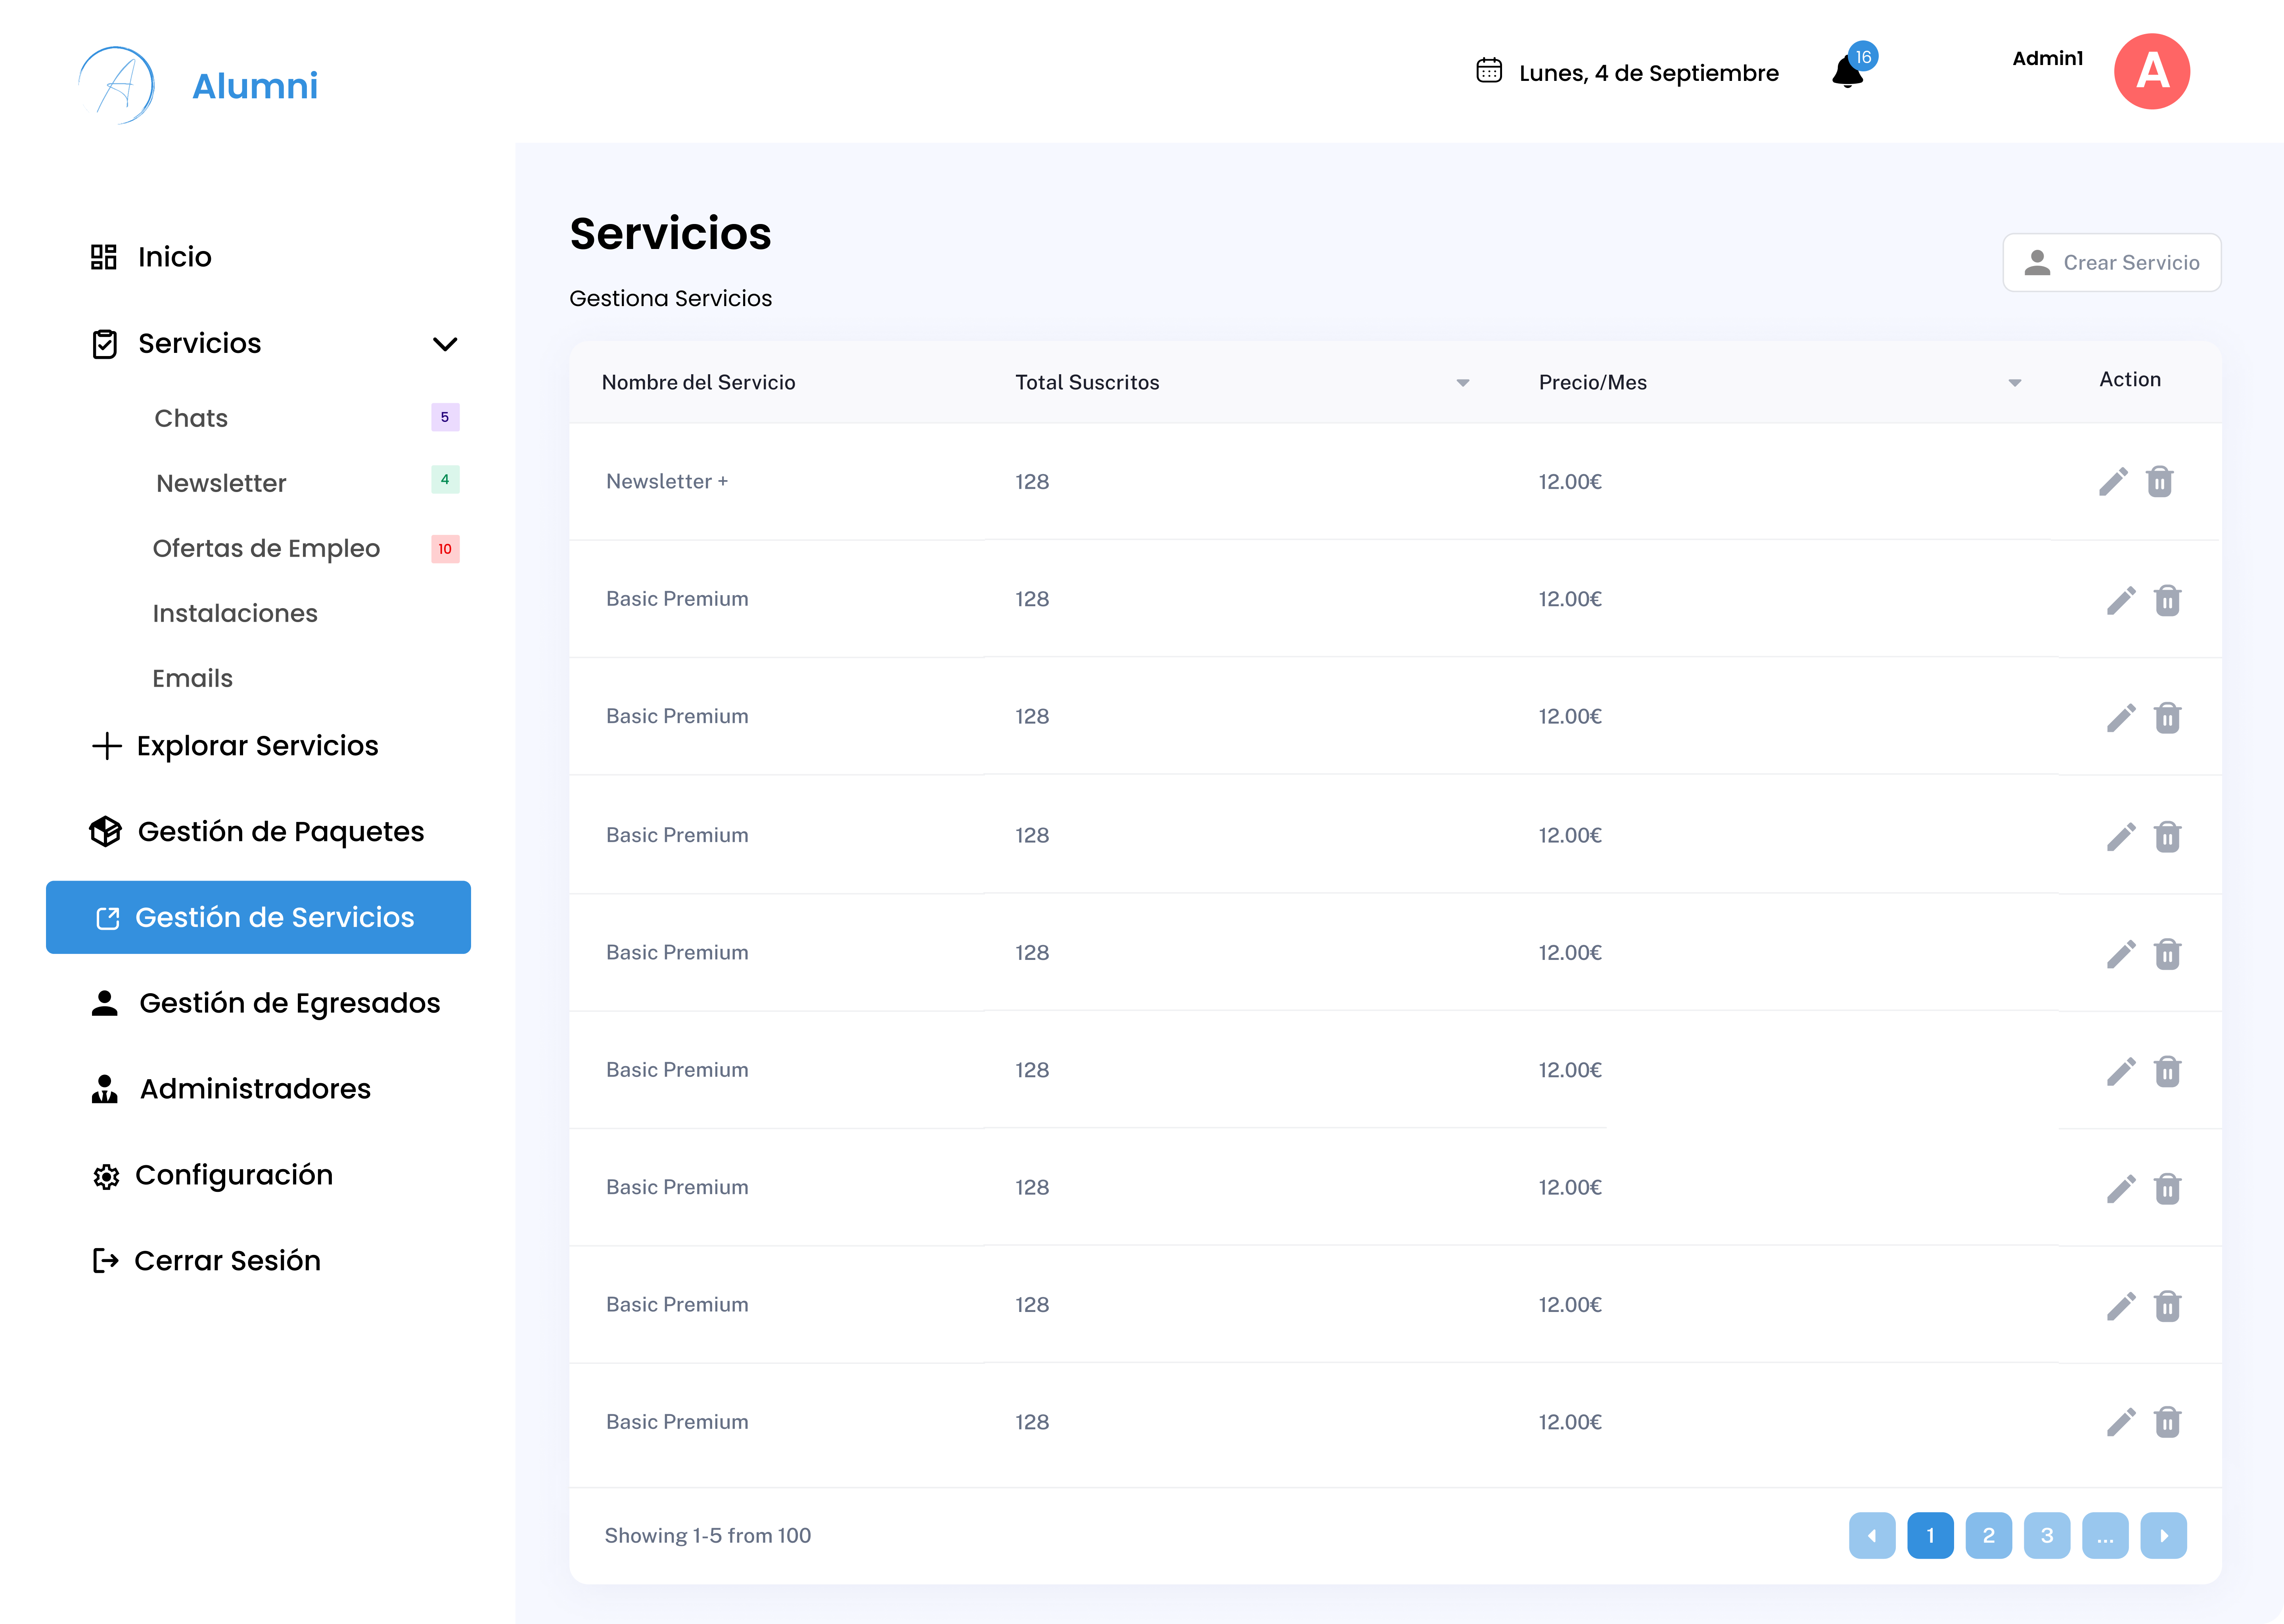 Alumni
Lunes, 4 de Septiembre
16
Admin1
A
Inicio
Servicios
Chats 5
Newsletter 4
Ofertas de Empleo 10
Instalaciones
Emails
Explorar Servicios
Gestión de Paquetes
Gestión de Servicios
Gestión de Egresados
Administradores
Configuración
Cerrar Sesión
Servicios
Gestiona Servicios
Crear Servicio
Nombre del Servicio Total Suscritos Precio/Mes Action
Newsletter + 128 12.00€
Basic Premium 128 12.00€
Basic Premium 128 12.00€
Basic Premium 128 12.00€
Basic Premium 128 12.00€
Basic Premium 128 12.00€
Basic Premium 128 12.00€
Basic Premium 128 12.00€
Basic Premium 128 12.00€
Showing 1-5 from 100
1 2 3 ...